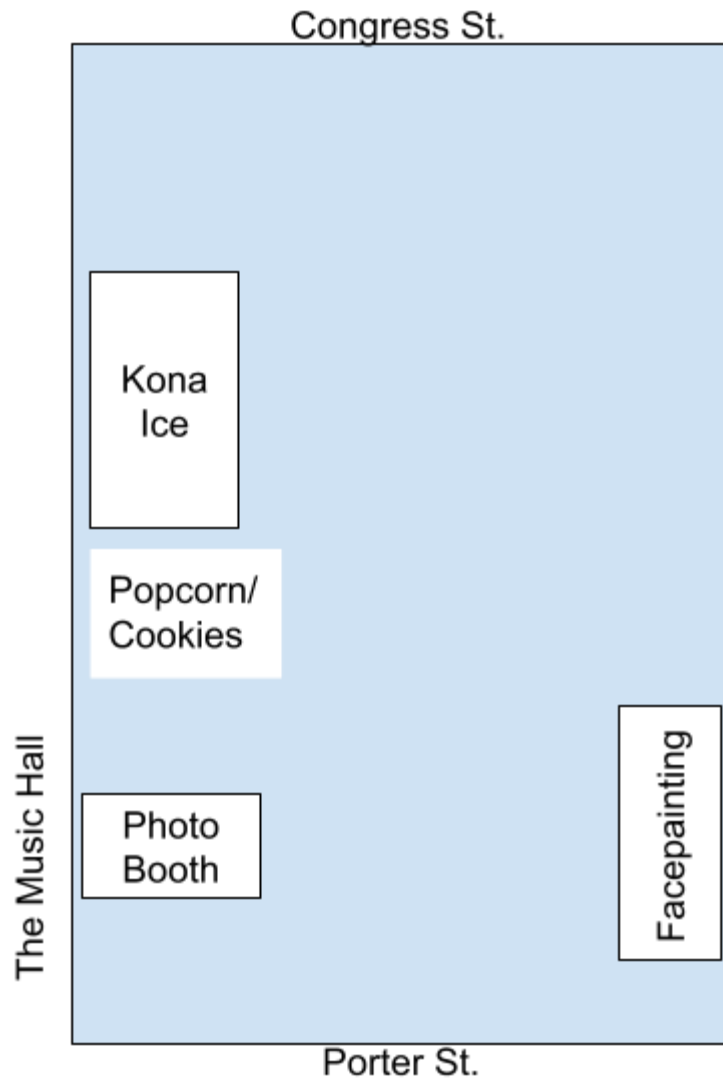 Congress St.
Kona
Ice
Popcorn/
Cookies
The Music Hall
Photo
Booth
Facepainting
Porter St.